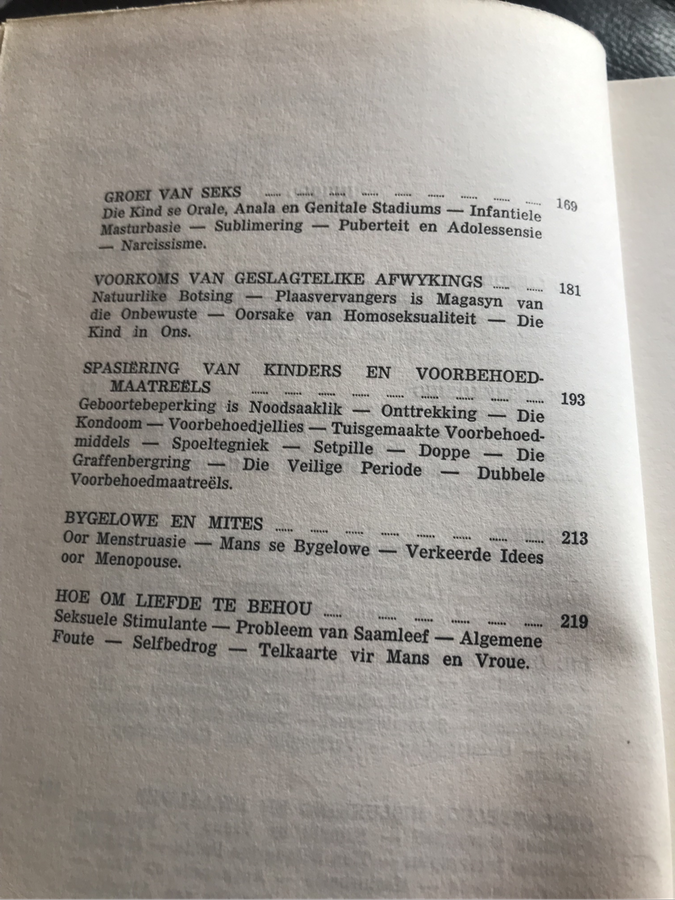 GROEI VAN SEKS ...... ...... ...... ...... ...... ...... ...... ...... ...... 169
Die Kind se Orale, Anala en Genitale Stadiums — Infantiele
Masturbasie — Sublimering — Puberteit en Adolessensie
— Narcissisme.
VOORKOMS VAN GESLAGTELIKE AFWYKINGS ...... ...... 181
Natuurlike Botsing — Plaasvervangers is Magasyn van
die Onbewuste — Oorsake van Homoseksualiteit — Die
Kind in Ons.
SPASIËRING VAN KINDERS EN VOORBEHOED-
MAATREËLS ...... ...... ...... ...... ...... ...... ...... ...... ...... 193
Geboortebeperking is Noodsaaklik — Onttrekking — Die
Kondoom — Voorbehoedjellies — Tuisgemaakte Voorbehoed-
middels — Spoeltegniek — Setpille — Doppe — Die
Graffenbergring — Die Veilige Periode — Dubbele
Voorbehoedmaatreëls.
BYGELOWE EN MITES ...... ...... ...... ...... ...... ...... ...... ...... 213
Oor Menstruasie — Mans se Bygelowe — Verkeerde Idees
oor Menopouse.
HOE OM LIEFDE TE BEHOU ...... ...... ...... ...... ...... ...... 219
Seksuele Stimulante — Probleem van Saamleef — Algemene
Foute — Selfbedrog — Telkaarte vir Mans en Vroue.